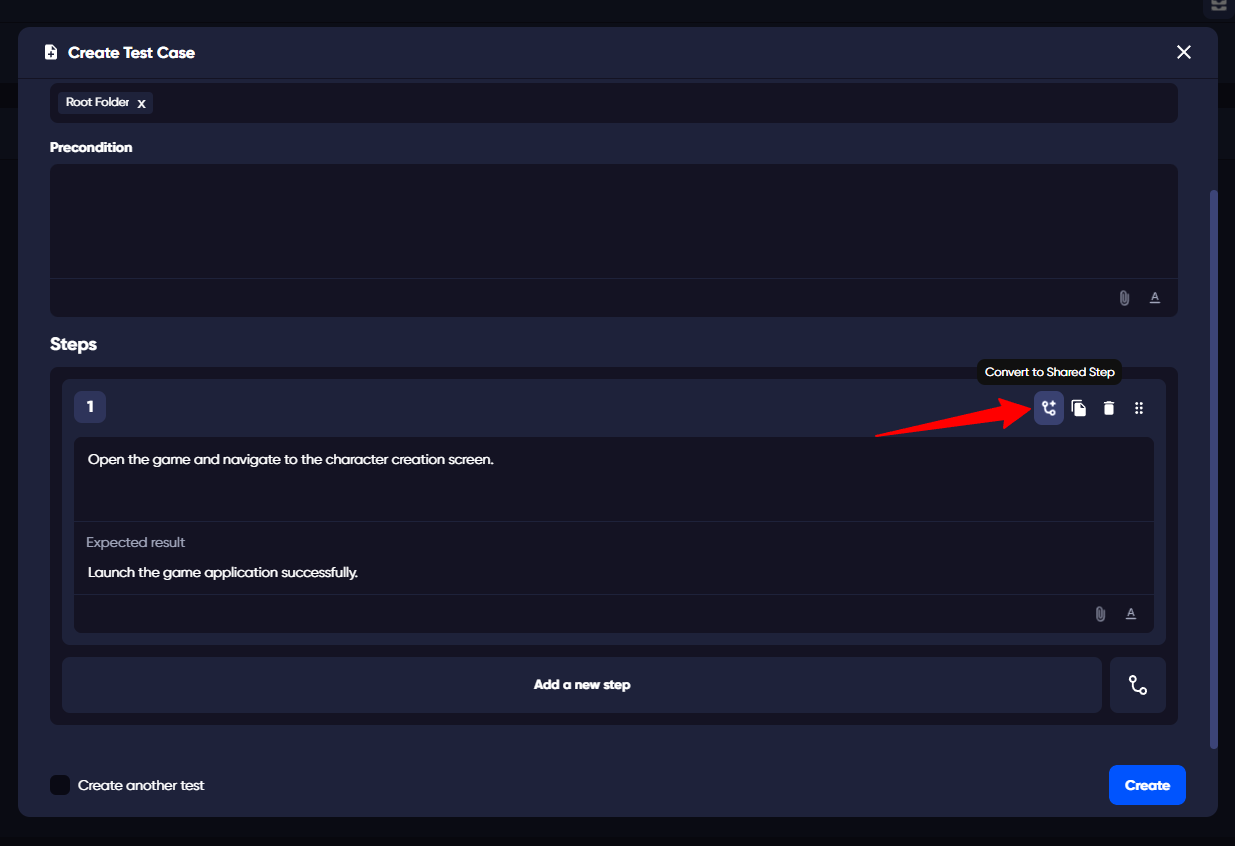 Create Test Case
Root Folder x
Precondition
A
Steps
Convert to Shared Step
1
Open the game and navigate to the character creation screen.
Expected result
Launch the game application successfully.
A
Add a new step
Create another test
Create